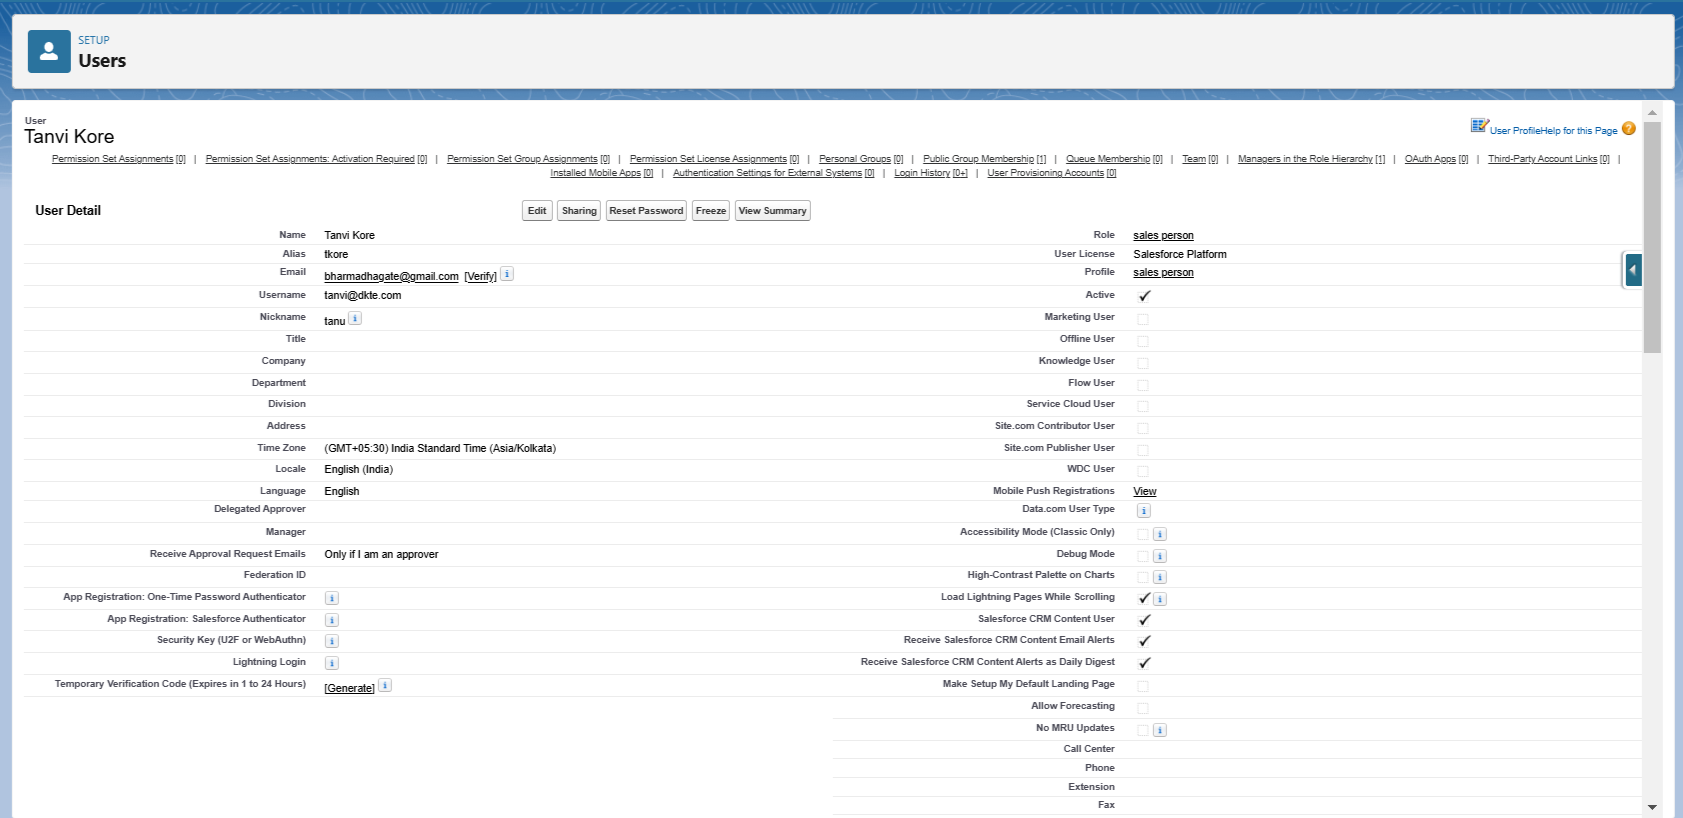 SETUP
Users
User
Tanvi Kore
User ProfileHelp for this Page
Permission Set Assignments [0] | Permission Set Assignments: Activation Required [0] | Permission Set Group Assignments [0] | Permission Set License Assignments [0] | Personal Groups [0] | Public Group Membership [1] | Queue Membership [0] | Team [0] | Managers in the Role Hierarchy [1] | OAuth Apps [0] | Third-Party Account Links [0] |
Installed Mobile Apps [0] | Authentication Settings for External Systems [0] | Login History [0+] | User Provisioning Accounts [0]
User Detail Edit Sharing Reset Password Freeze View Summary
Name Tanvi Kore Role sales person
Alias tkore User License Salesforce Platform
Email bharmadhagate@gmail.com [Verify] i Profile sales person
Username tanvi@dkte.com Active
Nickname tanu i Marketing User
Title Offline User
Company Knowledge User
Department Flow User
Division Service Cloud User
Address Site.com Contributor User
Time Zone (GMT+05:30) India Standard Time (Asia/Kolkata) Site.com Publisher User
Locale English (India) WDC User
Language English Mobile Push Registrations View
Delegated Approver Data.com User Type i
Manager Accessibility Mode (Classic Only) i
Receive Approval Request Emails Only if I am an approver Debug Mode i
Federation ID High-Contrast Palette on Charts i
App Registration: One-Time Password Authenticator i Load Lightning Pages While Scrolling i
App Registration: Salesforce Authenticator i Salesforce CRM Content User
Security Key (U2F or WebAuthn) i Receive Salesforce CRM Content Email Alerts
Lightning Login i Receive Salesforce CRM Content Alerts as Daily Digest
Temporary Verification Code (Expires in 1 to 24 Hours) [Generate] i Make Setup My Default Landing Page
Allow Forecasting
No MRU Updates i
Call Center
Phone
Extension
Fax